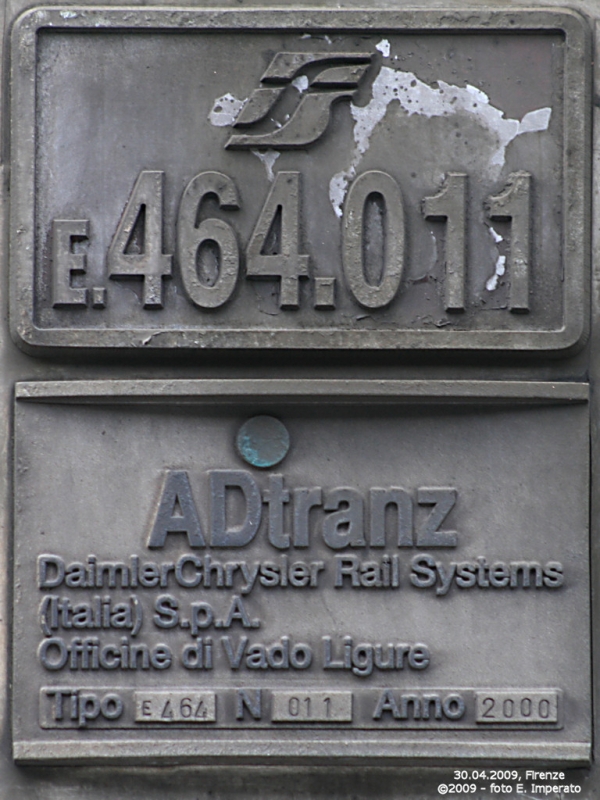 E.464.011
ADtranz
DaimlerChrysler Rail Systems
(Italia) S.p.A.
Officine di Vado Ligure
Tipo E 464 N 011 Anno 2000
30.04.2009, Firenze
©2009 - foto E. Imperato